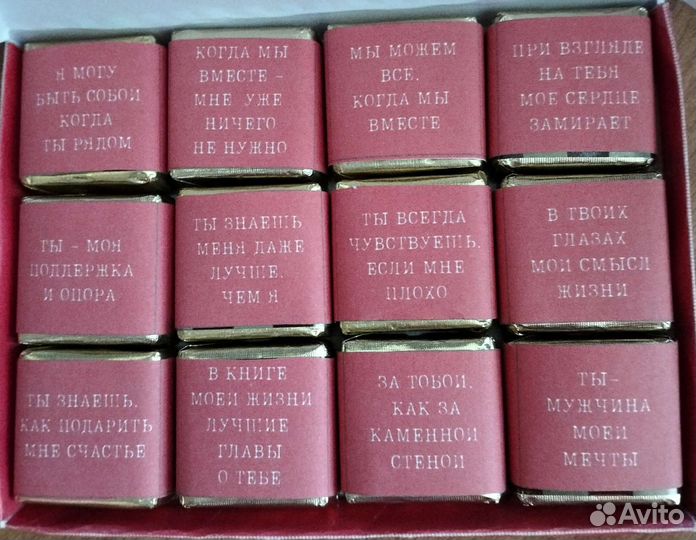 Я МОГУ
БЫТЬ СОБОЙ
КОГДА
ТЫ РЯДОМ
КОГДА МЫ
ВМЕСТЕ –
МНЕ УЖЕ
НИЧЕГО
НЕ НУЖНО
МЫ МОЖЕМ
ВСЕ,
КОГДА МЫ
ВМЕСТЕ
ПРИ ВЗГЛЯДЕ
НА ТЕБЯ
МОЕ СЕРДЦЕ
ЗАМИРАЕТ
ТЫ – МОЯ
ПОДДЕРЖКА
И ОПОРА
ТЫ ЗНАЕШЬ
МЕНЯ ДАЖЕ
ЛУЧШЕ,
ЧЕМ Я
ТЫ ВСЕГДА
ЧУВСТВУЕШЬ,
ЕСЛИ МНЕ
ПЛОХО
В ТВОИХ
ГЛАЗАХ
МОЙ СМЫСЛ
ЖИЗНИ
ТЫ ЗНАЕШЬ,
КАК ПОДАРИТЬ
МНЕ СЧАСТЬЕ
В КНИГЕ
МОЕЙ ЖИЗНИ
ЛУЧШИЕ
ГЛАВЫ
О ТЕБЕ
ЗА ТОБОЙ,
КАК ЗА
КАМЕННОЙ
СТЕНОЙ
ТЫ–
МУЖЧИНА
МОЕЙ
МЕЧТЫ
Avito